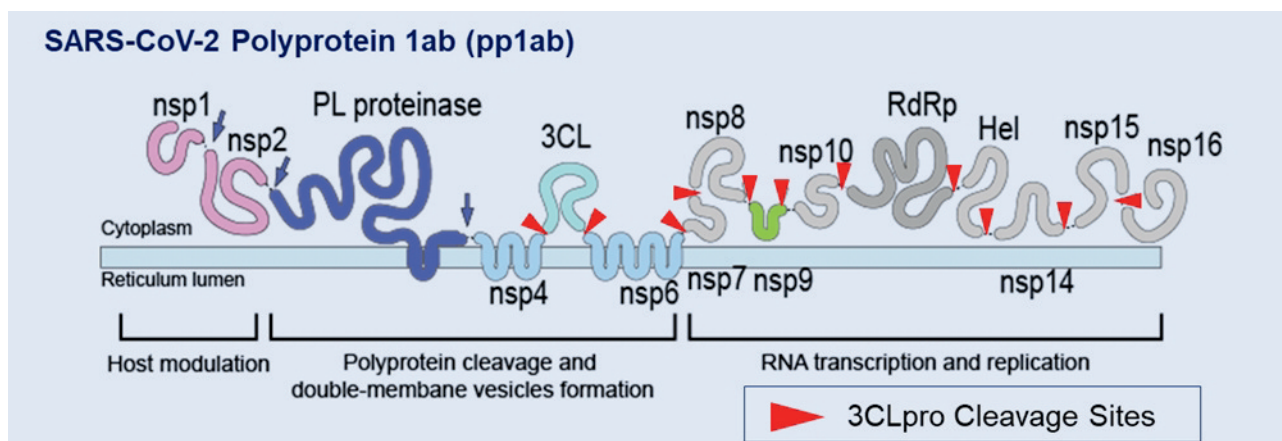 SARS-CoV-2 Polyprotein 1ab (pp1ab)
nsp1
nsp2
PL proteinase
3CL
nsp8
nsp10
RdRp
Hel
nsp15
nsp16
Cytoplasm
Reticulum lumen
nsp4
nsp6
nsp7
nsp9
nsp14
Host modulation
Polyprotein cleavage and
double-membane vesicles formation
RNA transcription and replication
3CLpro Cleavage Sites